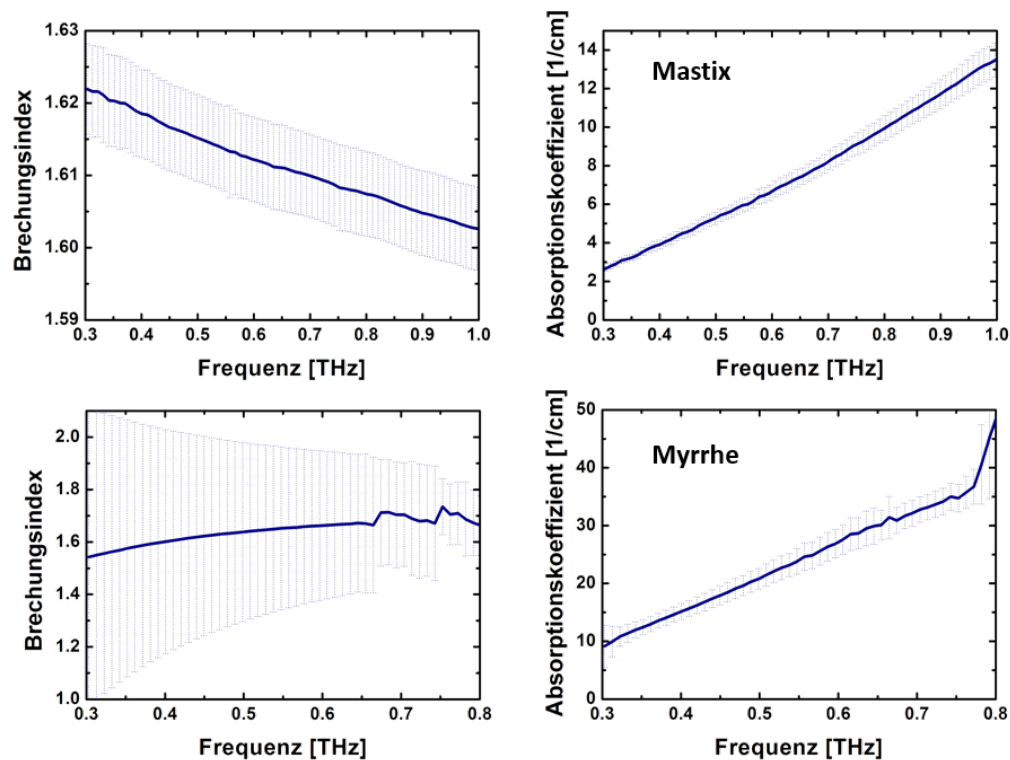 1.63
1.62
1.61
1.60
1.59
Brechungsindex
0.3 0.4 0.5 0.6 0.7 0.8 0.9 1.0
Frequenz [THz]
14
12
10
8
6
4
2
0
Absorptionskoeffizient [1/cm]
Mastix
0.3 0.4 0.5 0.6 0.7 0.8 0.9 1.0
Frequenz [THz]
2.0
1.8
1.6
1.4
1.2
1.0
Brechungsindex
0.3 0.4 0.5 0.6 0.7 0.8
Frequenz [THz]
50
40
30
20
10
0
Absorptionskoeffizient [1/cm]
Myrrhe
0.3 0.4 0.5 0.6 0.7 0.8
Frequenz [THz]